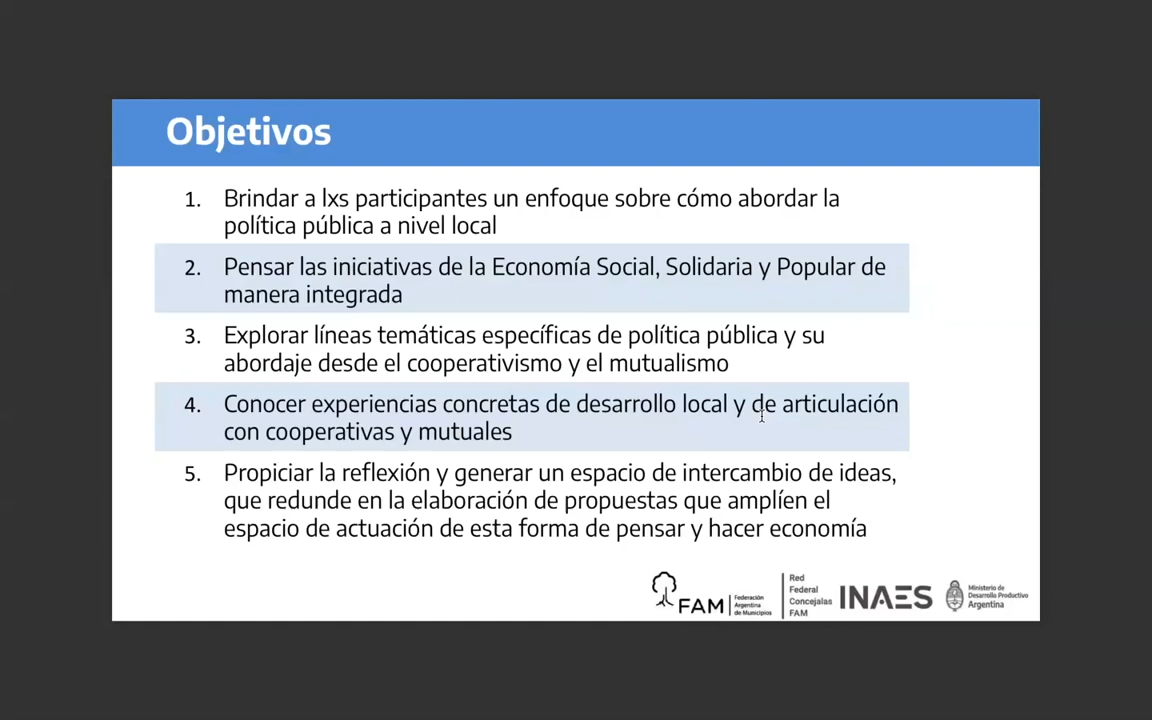 Objetivos
1. Brindar a lxs participantes un enfoque sobre cómo abordar la
política pública a nivel local
2. Pensar las iniciativas de la Economía Social, Solidaria y Popular de
manera integrada
3. Explorar líneas temáticas específicas de política pública y su
abordaje desde el cooperativismo y el mutualismo
4. Conocer experiencias concretas de desarrollo local y de articulación
con cooperativas y mutuales
5. Propiciar la reflexión y generar un espacio de intercambio de ideas,
que redunde en la elaboración de propuestas que amplíen el
espacio de actuación de esta forma de pensar y hacer economía
FAM
Federación
Argentina
de Municipios
Red
Federal
Concejalas
FAM
INAES
Ministerio de
Desarrollo Productivo
Argentina